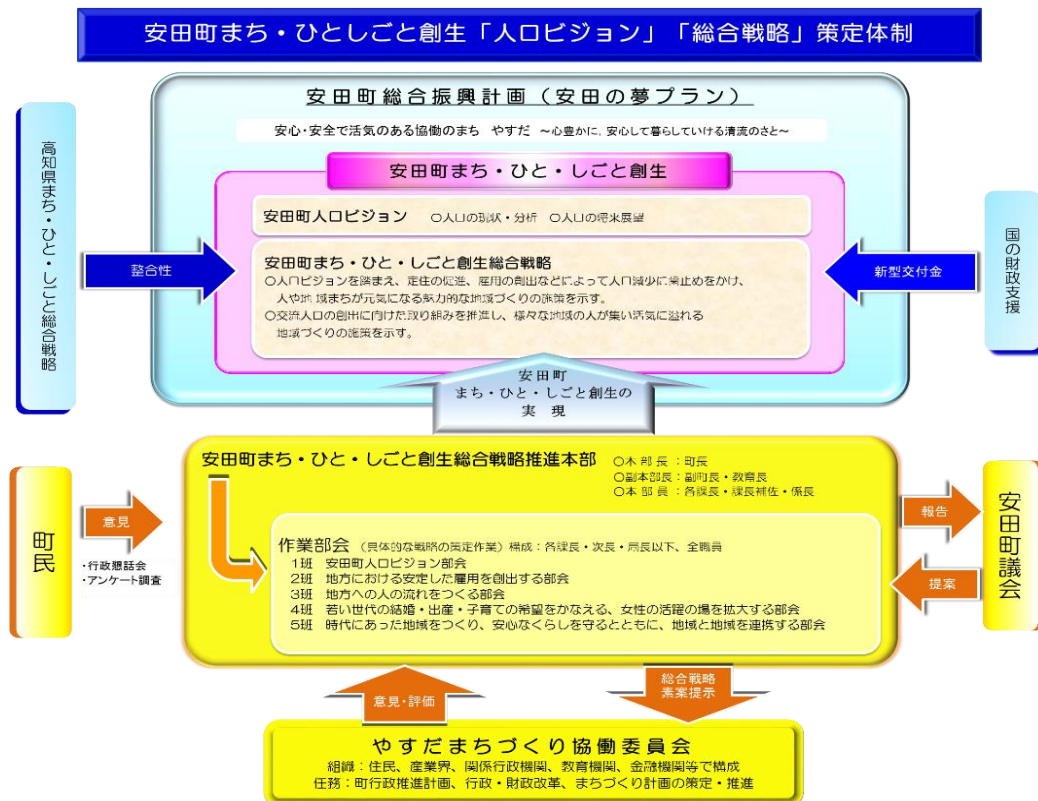 安田町まち・ひとしごと創生「人口ビジョン」「総合戦略」策定体制
安田町総合振興計画（安田の夢プラン）
安心・安全で活気のある協働のまち　やすだ　～心豊かに、安心して暮らしていける清流のさと～
安田町まち・ひと・しごと創生
安田町人口ビジョン　○人口の現状・分析　○人口の将来展望
安田町まち・ひと・しごと創生総合戦略
○人口ビジョンを踏まえ、定住の促進、雇用の創出などによって人口減少に歯止めをかけ、
人や地域まちが元気になる魅力的な地域づくりの施策を示す。
○交流人口の創出に向けた取り組みを推進し、様々な地域の人が集い活気に溢れる
地域づくりの施策を示す。
高知県まち・ひと・しごと総合戦略
整合性
国の財政支援
新型交付金
安田町
まち・ひと・しごと創生の
実　現
安田町まち・ひと・しごと創生総合戦略推進本部
○本 部 長 ：町長
○副本部長：副町長・教育長
○本 部 員 ：各課長・課長補佐・係長
作業部会 （具体的な戦略の策定作業）構成：各課長・次長・局長以下、全職員
1班　安田町人口ビジョン部会
2班　地方における安定した雇用を創出する部会
3班　地方への人の流れをつくる部会
4班　若い世代の結婚・出産・子育ての希望をかなえる、女性の活躍の場を拡大する部会
5班　時代にあった地域をつくり、安心なくらしを守るとともに、地域と地域を連携する部会
町民
意見
・行政懇話会
・アンケート調査
報告
提案
安田町議会
意見・評価
総合戦略
素案提示
やすだまちづくり協働委員会
組織：住民、産業界、関係行政機関、教育機関、金融機関等で構成
任務：町行政推進計画、行政・財政改革、まちづくり計画の策定・推進